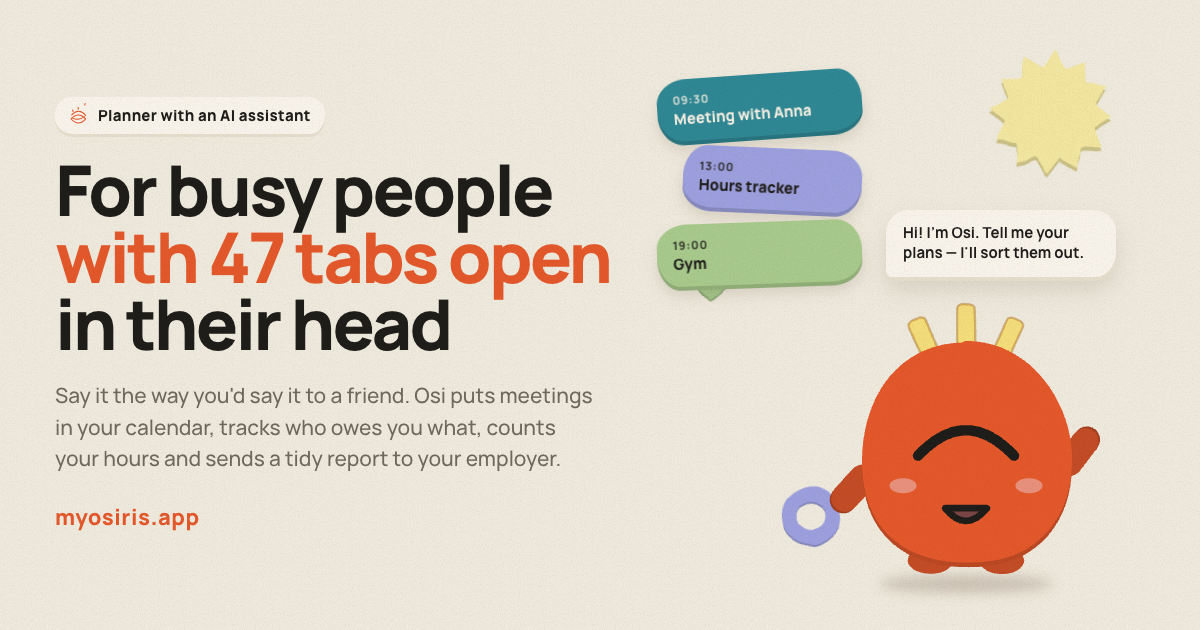 Planner with an AI assistant
For busy people
with 47 tabs open
in their head
Say it the way you'd say it to a friend. Osi puts meetings
in your calendar, tracks who owes you what, counts
your hours and sends a tidy report to your employer.
myosiris.app
09:30
Meeting with Anna
13:00
Hours tracker
19:00
Gym
Hi! I'm Osi. Tell me your
plans — I'll sort them out.